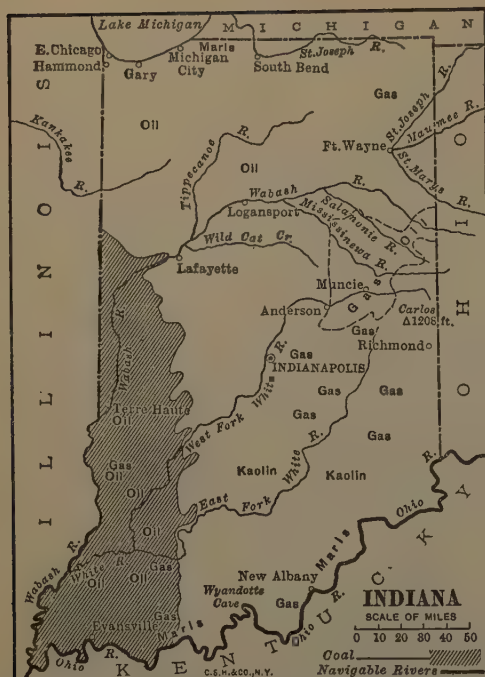 MICHIGAN
Lake Michigan
Marls
E. Chicago
Hammond
Gary
Michigan City
South Bend
St. Joseph R.
Gas
Oil
Kankakee R.
Tippecanoe R.
Oil
Ft. Wayne
St. Joseph R.
Maumee R.
St. Marys R.
OHIO
ILLINOIS
Wabash R.
Logansport
Salamonie R.
Mississinewa R.
Wild Cat Cr.
Lafayette
Muncie
Anderson
Gas
Carlos
Δ1208 ft.
Gas
Richmond
Wabash R.
Gas
INDIANAPOLIS
White R.
Gas
Gas
Gas
Gas
Terre Haute
Oil
West Fork
Gas
Oil
Oil
Kaolin
White R.
Kaolin
East Fork
Oil
Wabash R.
White R.
Oil
Oil
Gas
Evansville
Marls
Ohio R.
New Albany
Wyandotte
Cave
Gas
Marls
Ohio R.
Ohio R.
KENTUCKY
INDIANA
SCALE OF MILES
0 10 20 30 40 50
Coal
Navigable Rivers
C.S.H.&CO., N.Y.